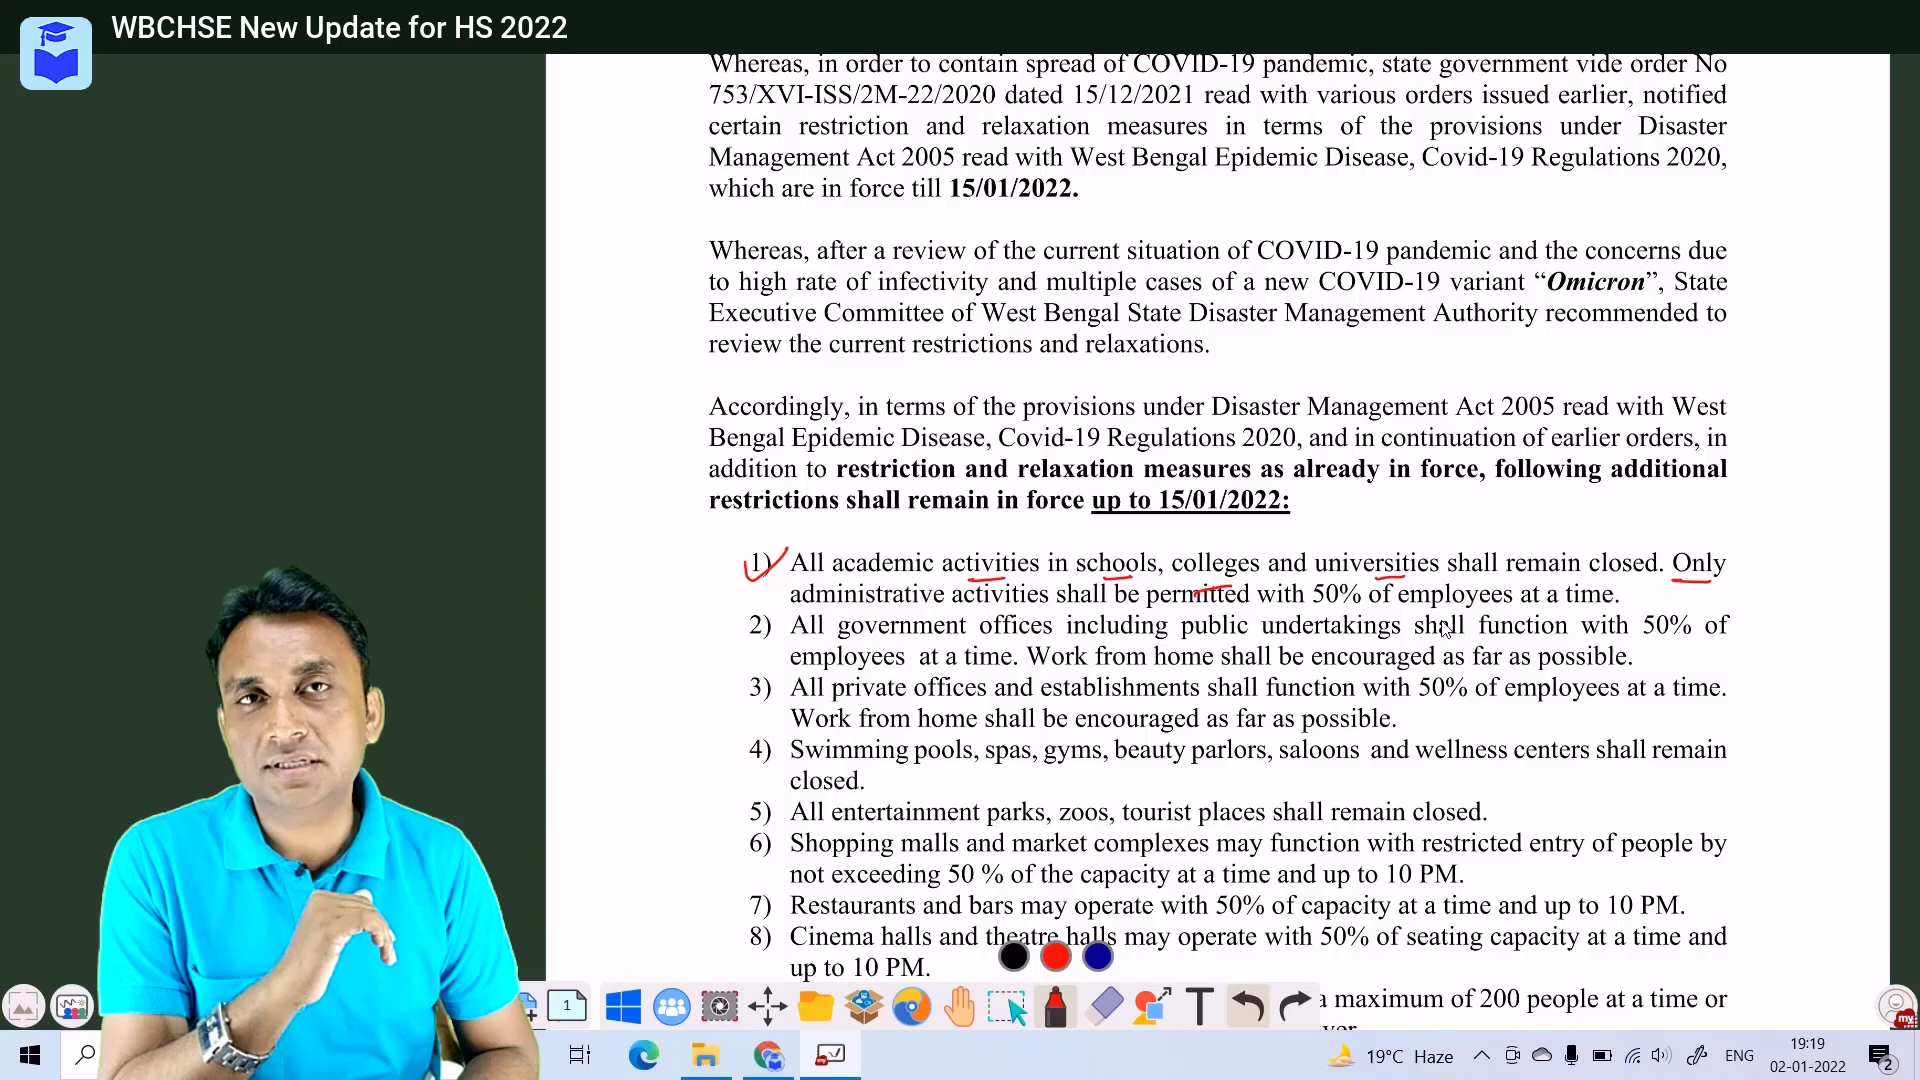 WBCHSE New Update for HS 2022
Whereas, in order to contain spread of COVID-19 pandemic, state government vide order No
753/XVI-ISS/2M-22/2020 dated 15/12/2021 read with various orders issued earlier, notified
certain restriction and relaxation measures in terms of the provisions under Disaster
Management Act 2005 read with West Bengal Epidemic Disease, Covid-19 Regulations 2020,
which are in force till 15/01/2022.
Whereas, after a review of the current situation of COVID-19 pandemic and the concerns due
to high rate of infectivity and multiple cases of a new COVID-19 variant “Omicron”, State
Executive Committee of West Bengal State Disaster Management Authority recommended to
review the current restrictions and relaxations.
Accordingly, in terms of the provisions under Disaster Management Act 2005 read with West
Bengal Epidemic Disease, Covid-19 Regulations 2020, and in continuation of earlier orders, in
addition to restriction and relaxation measures as already in force, following additional
restrictions shall remain in force up to 15/01/2022:
1) All academic activities in schools, colleges and universities shall remain closed. Only
administrative activities shall be permitted with 50% of employees at a time.
2) All government offices including public undertakings shall function with 50% of
employees at a time. Work from home shall be encouraged as far as possible.
3) All private offices and establishments shall function with 50% of employees at a time.
Work from home shall be encouraged as far as possible.
4) Swimming pools, spas, gyms, beauty parlors, saloons and wellness centers shall remain
closed.
5) All entertainment parks, zoos, tourist places shall remain closed.
6) Shopping malls and market complexes may function with restricted entry of people by
not exceeding 50 % of the capacity at a time and up to 10 PM.
7) Restaurants and bars may operate with 50% of capacity at a time and up to 10 PM.
8) Cinema halls and theatre halls may operate with 50% of seating capacity at a time and
up to 10 PM.
a maximum of 200 people at a time or
1
T
my
19°C Haze
ENG
19:19
02-01-2022
2